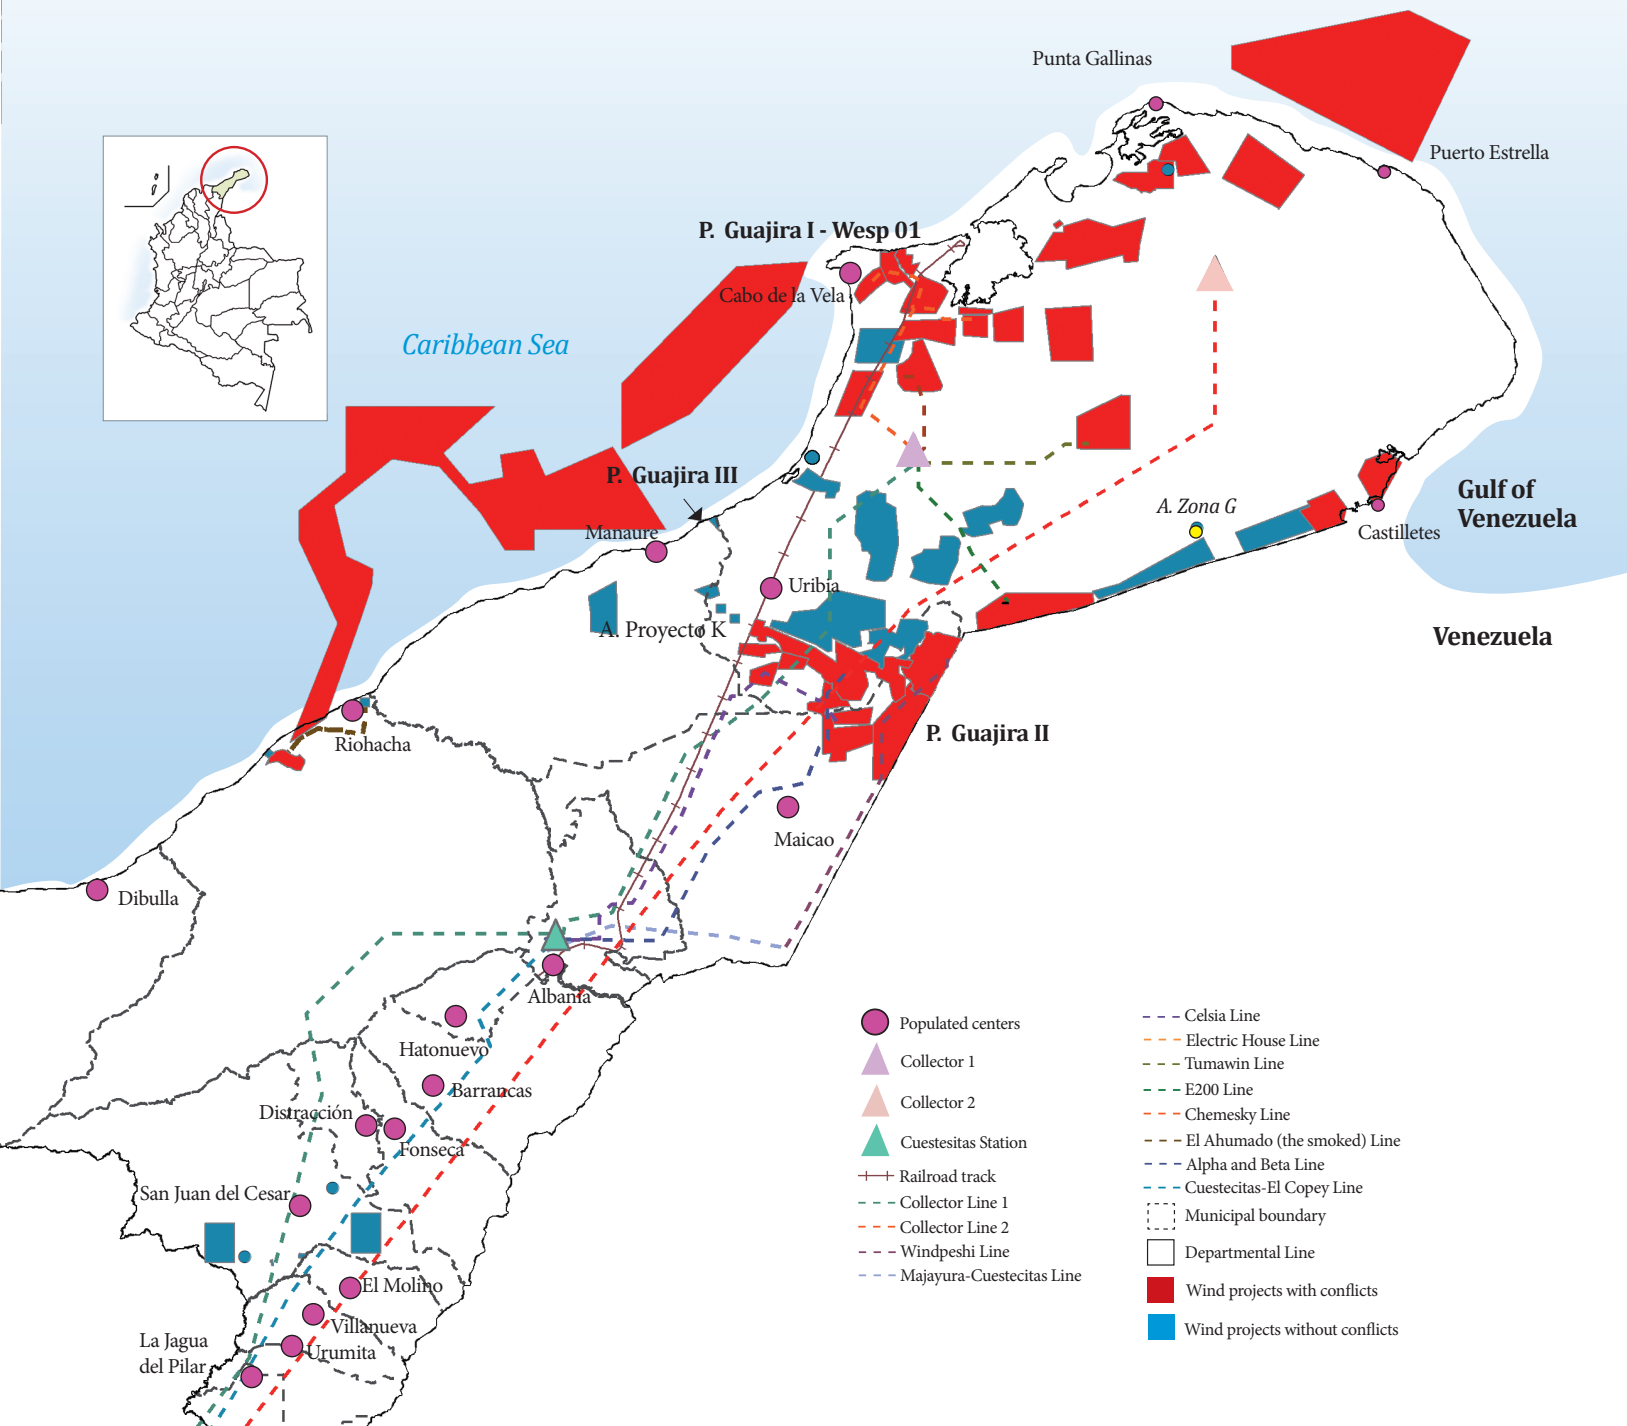 Punta Gallinas
Puerto Estrella
P. Guajira I - Wesp 01
Cabo de la Vela
Caribbean Sea
P. Guajira III
Manaure
Uribia
A. Proyecto K
A. Zona G
Gulf of
Venezuela
Castilletes
Venezuela
P. Guajira II
Riohacha
Maicao
Dibulla
Albania
Hatonuevo
Barrancas
Distracción
Fonseca
San Juan del Cesar
El Molino
Villanueva
La Jagua
del Pilar
Urumita
Populated centers
Collector 1
Collector 2
Cuestesitas Station
Railroad track
Collector Line 1
Collector Line 2
Windpeshi Line
Majayura-Cuestecitas Line
Celsia Line
Electric House Line
Tumawin Line
E200 Line
Chemesky Line
El Ahumado (the smoked) Line
Alpha and Beta Line
Cuestecitas-El Copey Line
Municipal boundary
Departmental Line
Wind projects with conflicts
Wind projects without conflicts